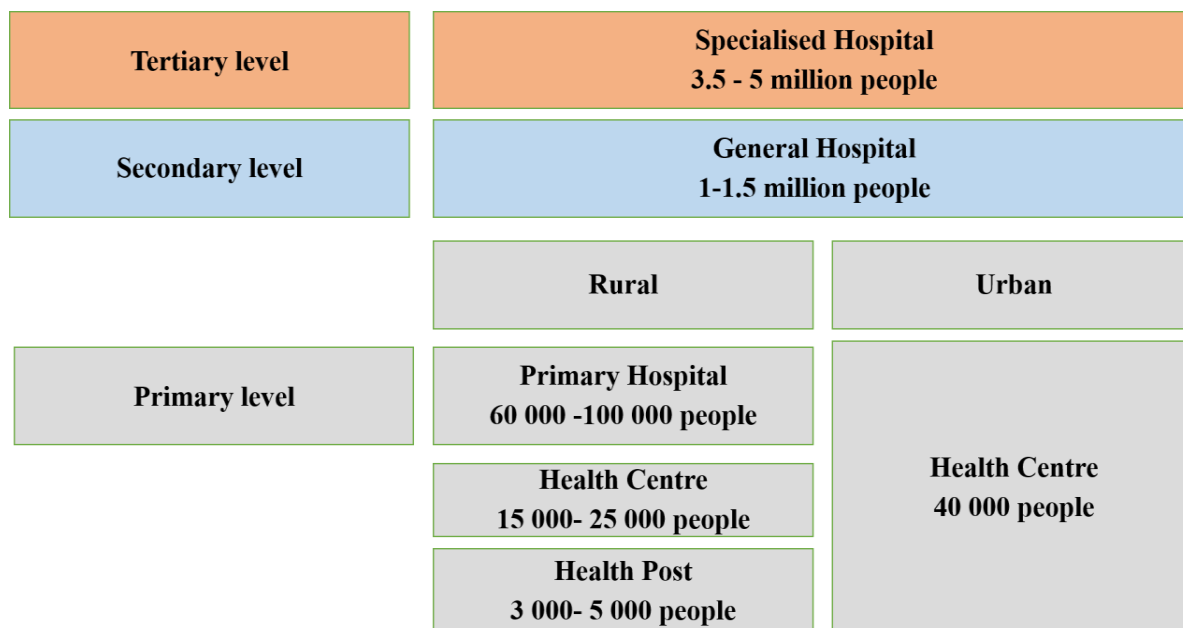 Tertiary level
Specialised Hospital
3.5 - 5 million people
Secondary level
General Hospital
1-1.5 million people
Rural
Urban
Primary level
Primary Hospital
60 000 -100 000 people
Health Centre
15 000- 25 000 people
Health Post
3 000- 5 000 people
Health Centre
40 000 people